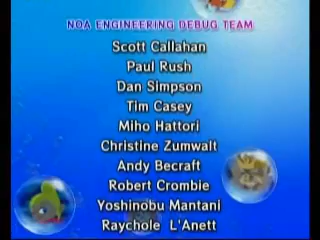 NOA ENGINEERING DEBUG TEAM
Scott Callahan
Paul Rush
Dan Simpson
Tim Casey
Miho Hattori
Christine Zumwalt
Andy Becraft
Robert Crombie
Yoshinobu Mantani
Raychole L'Anett